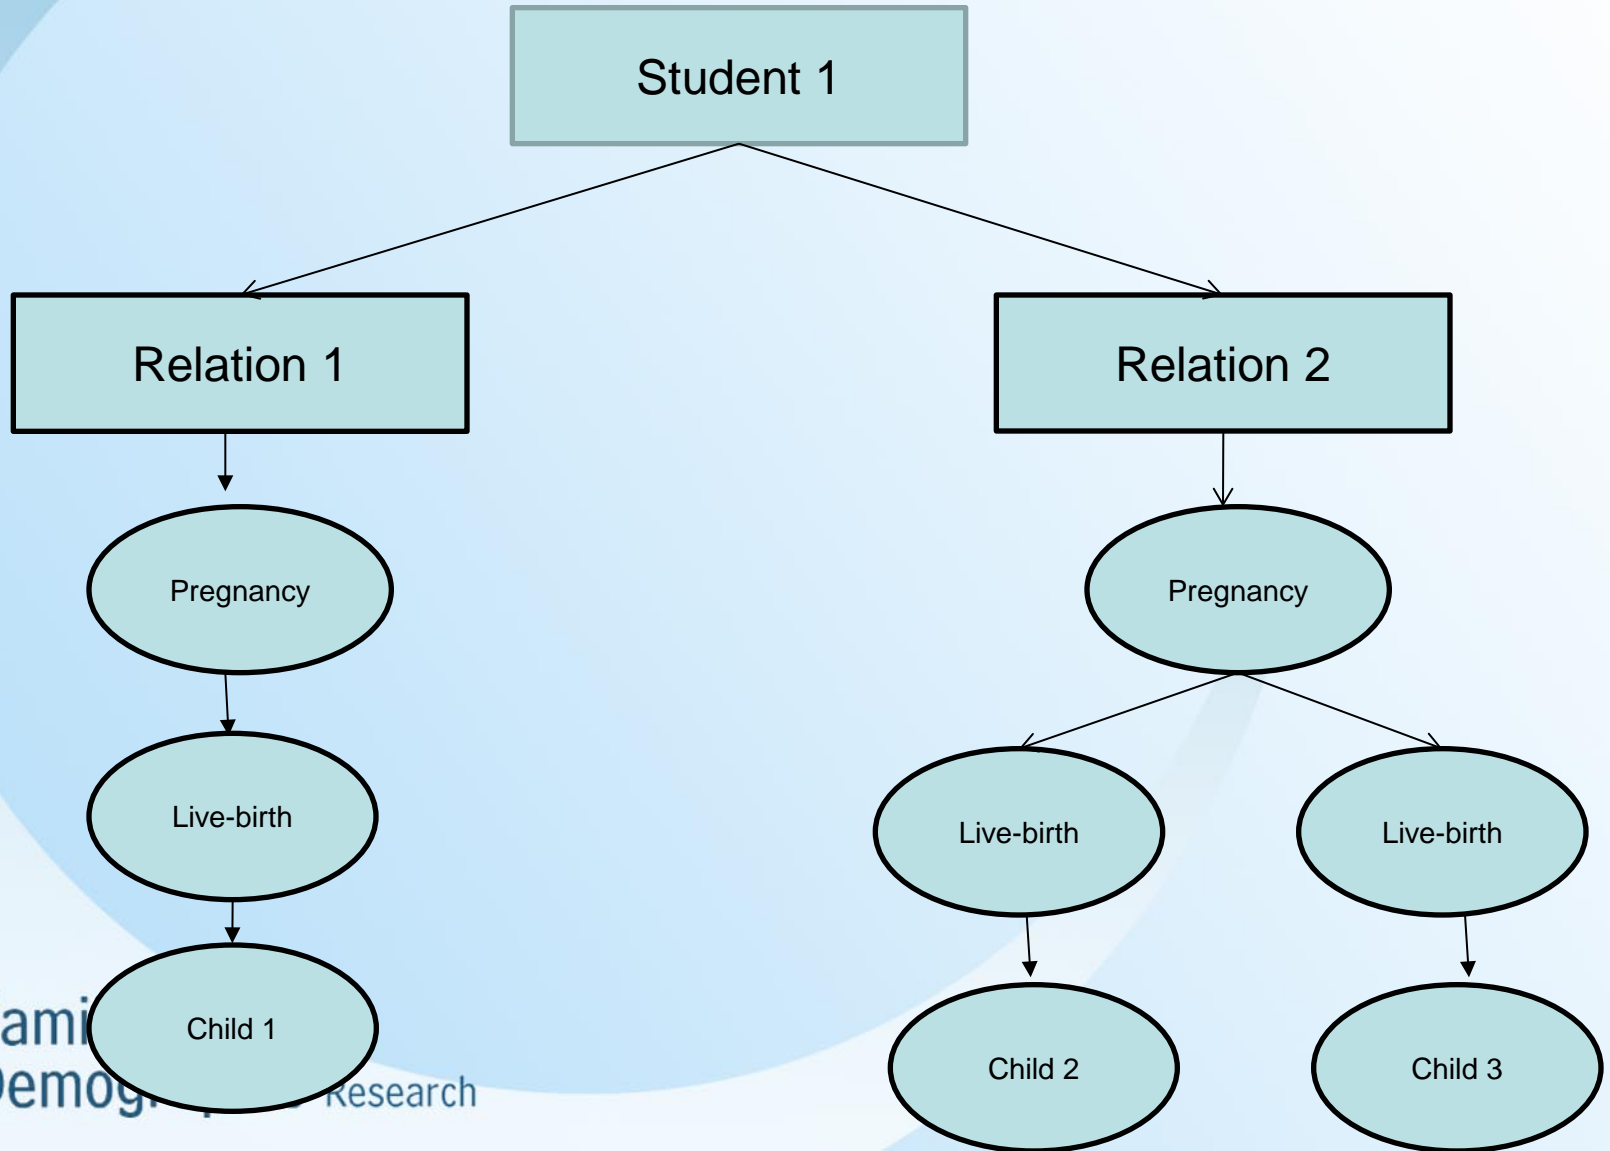 Student 1
Relation 1
Relation 2
Pregnancy
Pregnancy
Live-birth
Live-birth
Live-birth
Child 1
Child 2
Child 3
Research